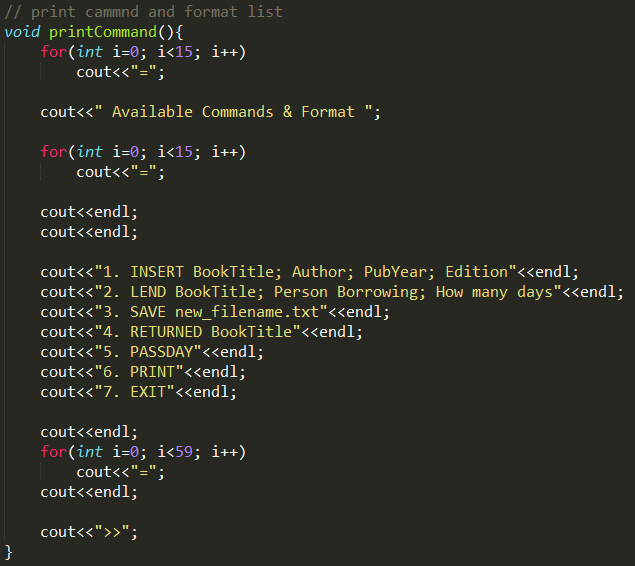 // print cammnd and format list
void printCommand(){
    for(int i=0; i<15; i++)
        cout<<"=";

    cout<<" Available Commands & Format ";

    for(int i=0; i<15; i++)
        cout<<"=";

    cout<<endl;
    cout<<endl;

    cout<<"1. INSERT BookTitle; Author; PubYear; Edition"<<endl;
    cout<<"2. LEND BookTitle; Person Borrowing; How many days"<<endl;
    cout<<"3. SAVE new_filename.txt"<<endl;
    cout<<"4. RETURNED BookTitle"<<endl;
    cout<<"5. PASSDAY"<<endl;
    cout<<"6. PRINT"<<endl;
    cout<<"7. EXIT"<<endl;

    cout<<endl;
    for(int i=0; i<59; i++)
        cout<<"=";
    cout<<endl;

    cout<<">>";
}